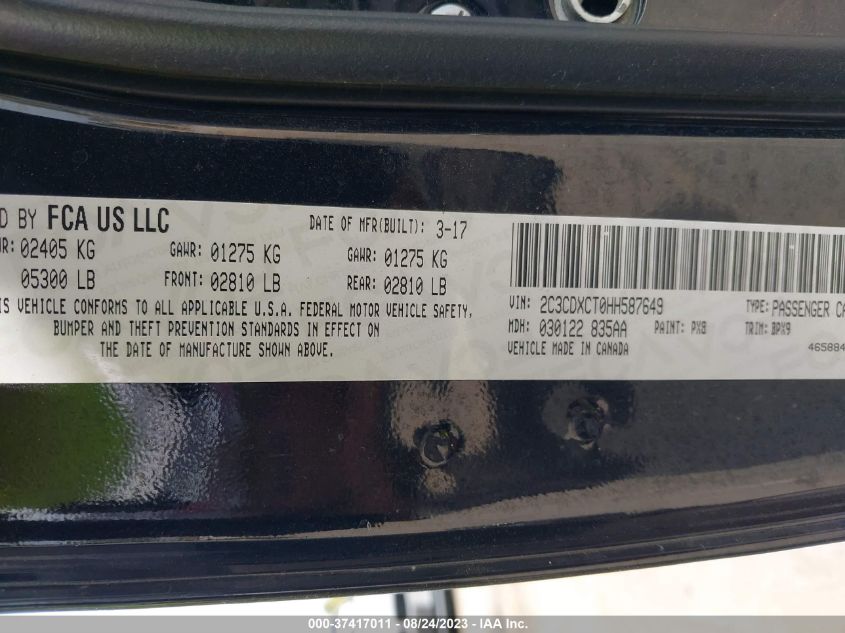 D BY FCA US LLC DATE OF MFR(BUILT): 3-17
WR: 02405 KG GAWR: 01275 KG GAWR: 01275 KG
05300 LB FRONT: 02810 LB REAR: 02810 LB
IS VEHICLE CONFORMS TO ALL APPLICABLE U.S.A. FEDERAL MOTOR VEHICLE SAFETY,
BUMPER AND THEFT PREVENTION STANDARDS IN EFFECT ON
THE DATE OF MANUFACTURE SHOWN ABOVE.
VIN: 2C3CDXCT0HH587649 TYPE: PASSENGER CA
MDH: 030122 835AA PAINT: PX8 TRIM: BPX9
VEHICLE MADE IN CANADA 46588
000-37417011 - 08/24/2023 - IAA Inc.